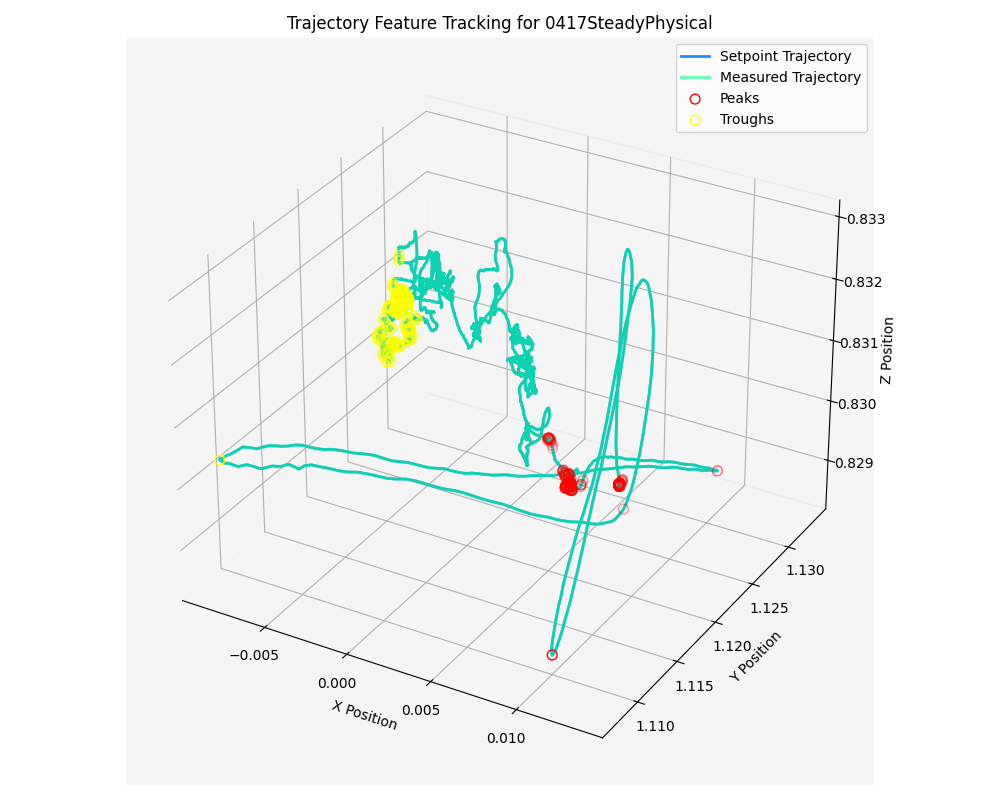 Trajectory Feature Tracking for 0417SteadyPhysical
Setpoint Trajectory
Measured Trajectory
Peaks
Troughs
0.833
0.832
0.831
0.830
0.829
Z Position
1.130
1.125
1.120
1.115
1.110
Y Position
−0.005
0.000
0.005
0.010
X Position